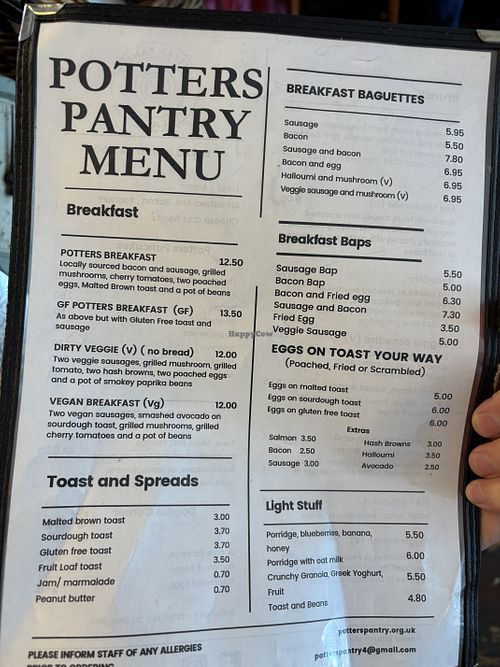 POTTERS
PANTRY
MENU
Breakfast
POTTERS BREAKFAST 12.50
Locally sourced bacon and sausage, grilled
mushrooms, cherry tomatoes, two poached
eggs, Malted Brown toast and a pot of beans
GF POTTERS BREAKFAST (GF) 13.50
As above but with Gluten Free toast and
sausage
DIRTY VEGGIE (V) ( no bread) 12.00
Two veggie sausages, grilled mushroom, grilled
tomato, two hash browns, two poached eggs
and a pot of smokey paprika beans
VEGAN BREAKFAST (Vg) 12.00
Two vegan sausages, smashed avocado on
sourdough toast, grilled mushrooms, grilled
cherry tomatoes and a pot of beans
Toast and Spreads
Malted brown toast 3.00
Sourdough toast 3.70
Gluten free toast 3.70
Fruit Loaf toast 3.50
Jam/ marmalade 0.70
Peanut butter 0.70
BREAKFAST BAGUETTES
Sausage 5.95
Bacon 5.50
Sausage and bacon 7.80
Bacon and egg 6.95
Halloumi and mushroom (V) 6.95
Veggie sausage and mushroom (V) 6.95
Breakfast Baps
Sausage Bap 5.50
Bacon Bap 5.00
Bacon and Fried egg 6.30
Sausage and Bacon 7.30
Fried Egg 3.50
Veggie Sausage 5.00
EGGS ON TOAST YOUR WAY
(Poached, Fried or Scrambled)
Eggs on malted toast 5.00
Eggs on sourdough toast 6.00
Eggs on gluten free toast 6.00
Extras
Salmon 3.50 Hash Browns 3.00
Bacon 2.50 Halloumi 3.50
Sausage 3.00 Avocado 2.50
Light Stuff
Porridge, blueberries, banana, 5.50
honey
Porridge with oat milk 6.00
Crunchy Granola, Greek Yoghurt, 5.50
Fruit
Toast and Beans 4.80
potterspantry.org.uk
potterspantry4@gmail.com
PLEASE INFORM STAFF OF ANY ALLERGIES
PRIOR TO ORDERING
HappyCow